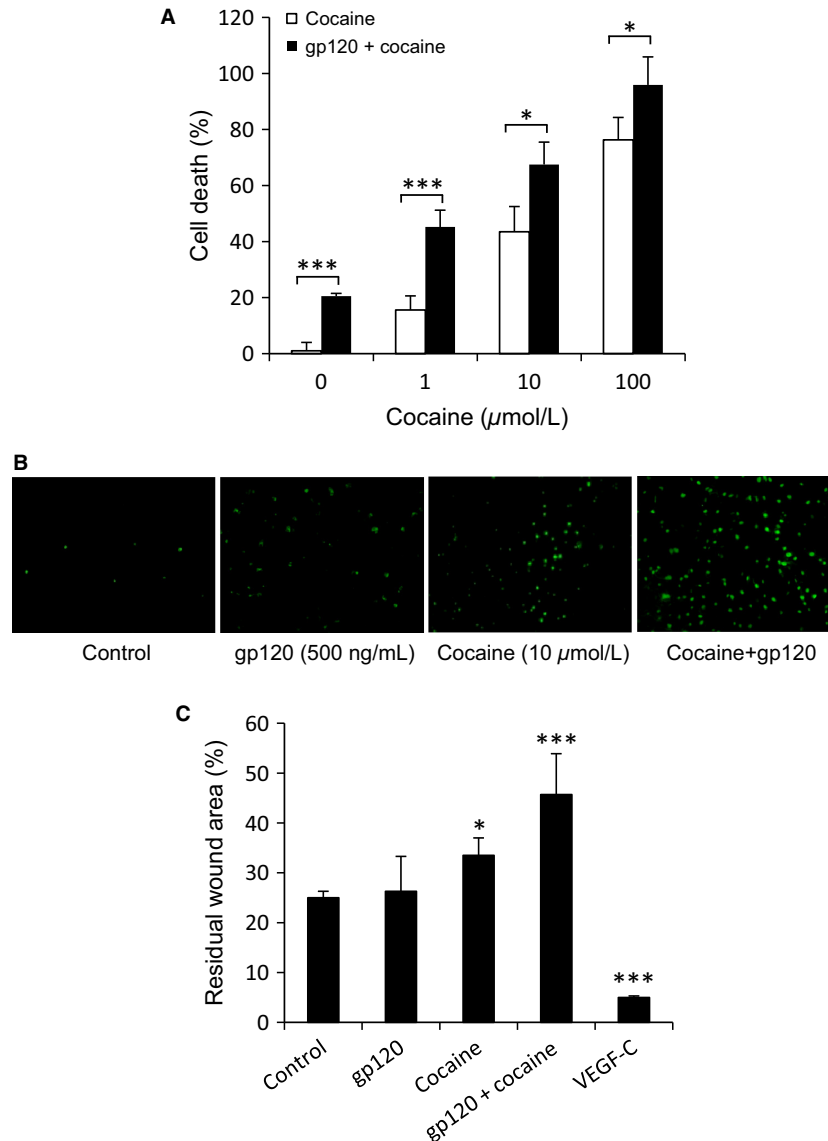 A
120
100
80
60
40
20
0
Cell death (%)
Cocaine
gp120 + cocaine
***
***
*
*
0 1 10 100
Cocaine (µmol/L)
B
Control gp120 (500 ng/mL) Cocaine (10 µmol/L) Cocaine+gp120
C
60
50
40
30
20
10
0
Residual wound area (%)
*
***
***
Control
gp120
Cocaine
gp120 + cocaine
VEGF-C